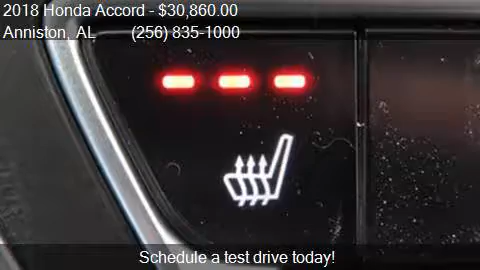 2018 Honda Accord - $30,860.00
Anniston, AL (256) 835-1000
Schedule a test drive today!